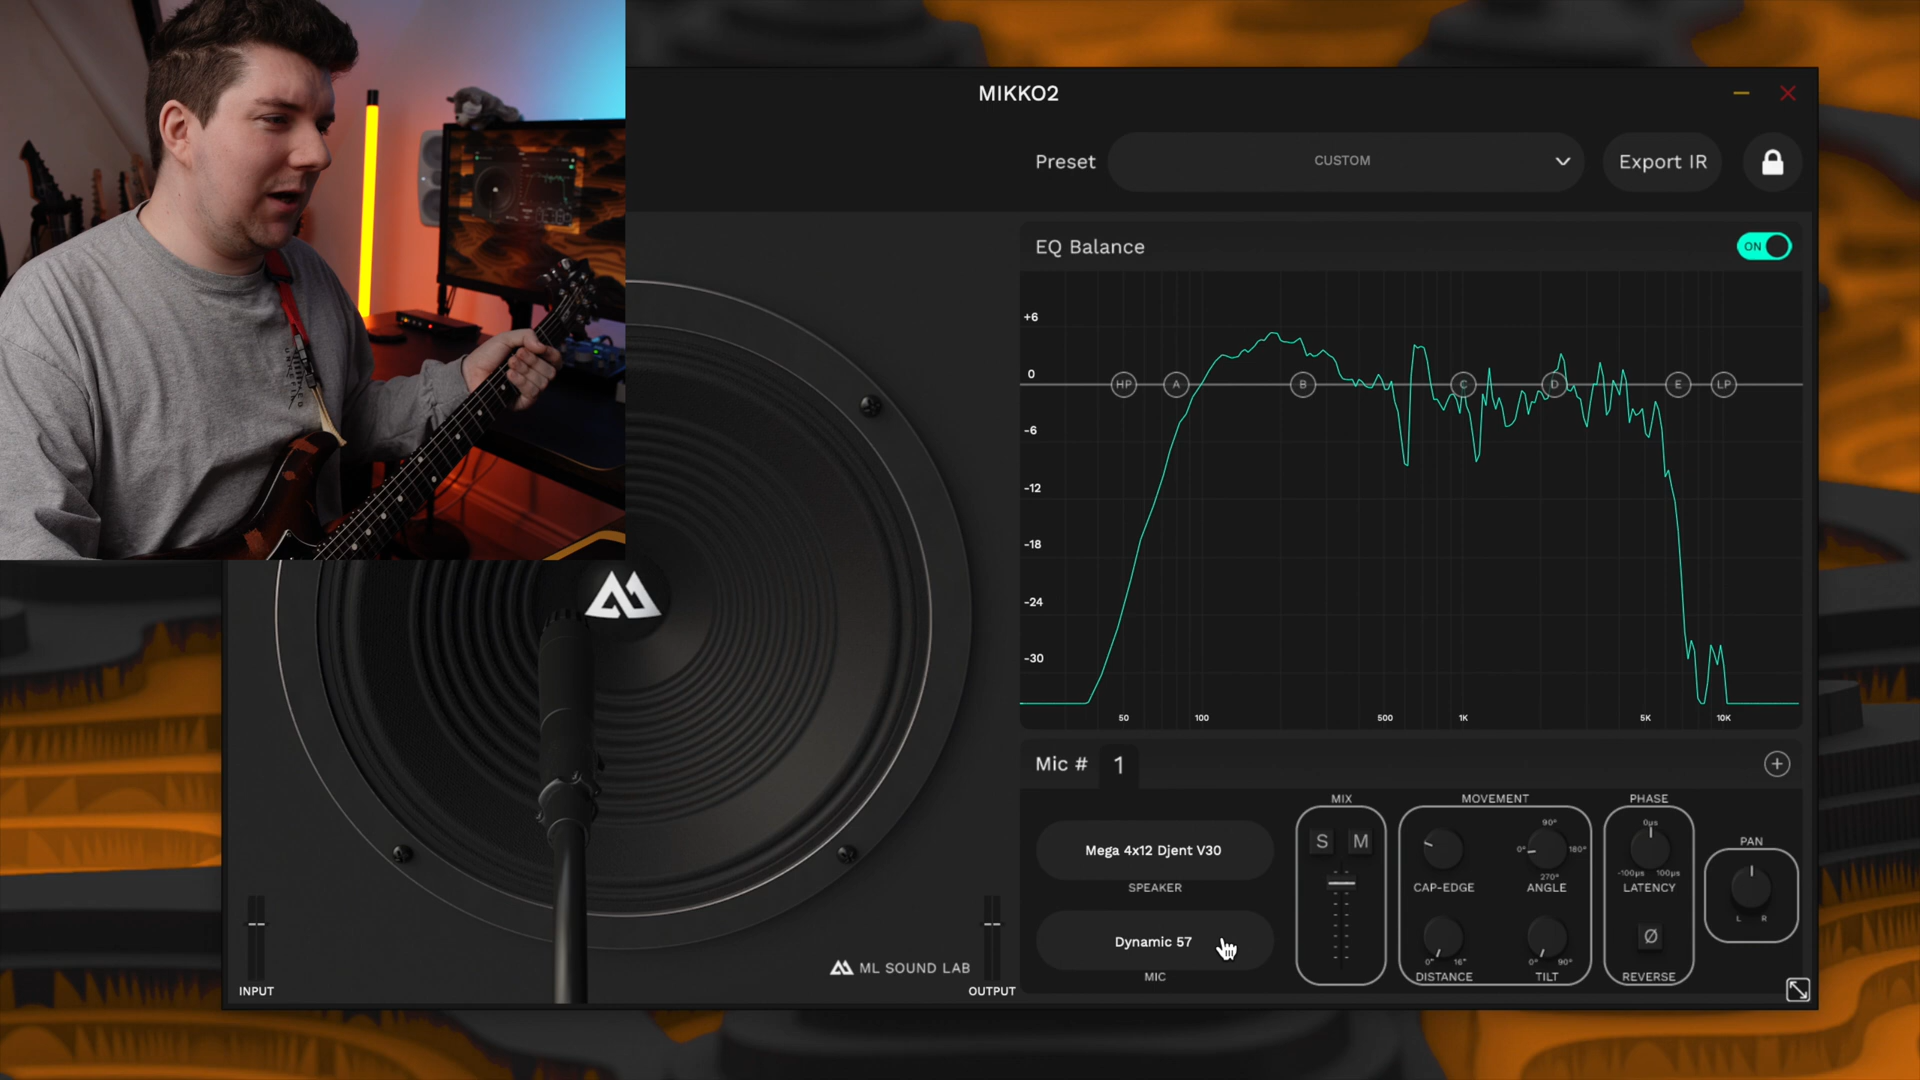 MIKKO2
Preset
CUSTOM
Export IR
EQ Balance
ON
+6
0
-6
-12
-18
-24
-30
HP
A
B
C
D
E
LP
50
100
500
1K
5K
10K
Mic #
1
Mega 4x12 Djent V30
SPEAKER
Dynamic 57
MIC
MIX
S
M
MOVEMENT
CAP-EDGE
90°
0°
180°
270°
ANGLE
0"
16"
DISTANCE
0°
90°
TILT
PHASE
0µs
-100µs
100µs
LATENCY
Ø
REVERSE
PAN
L
R
ML SOUND LAB
INPUT
OUTPUT